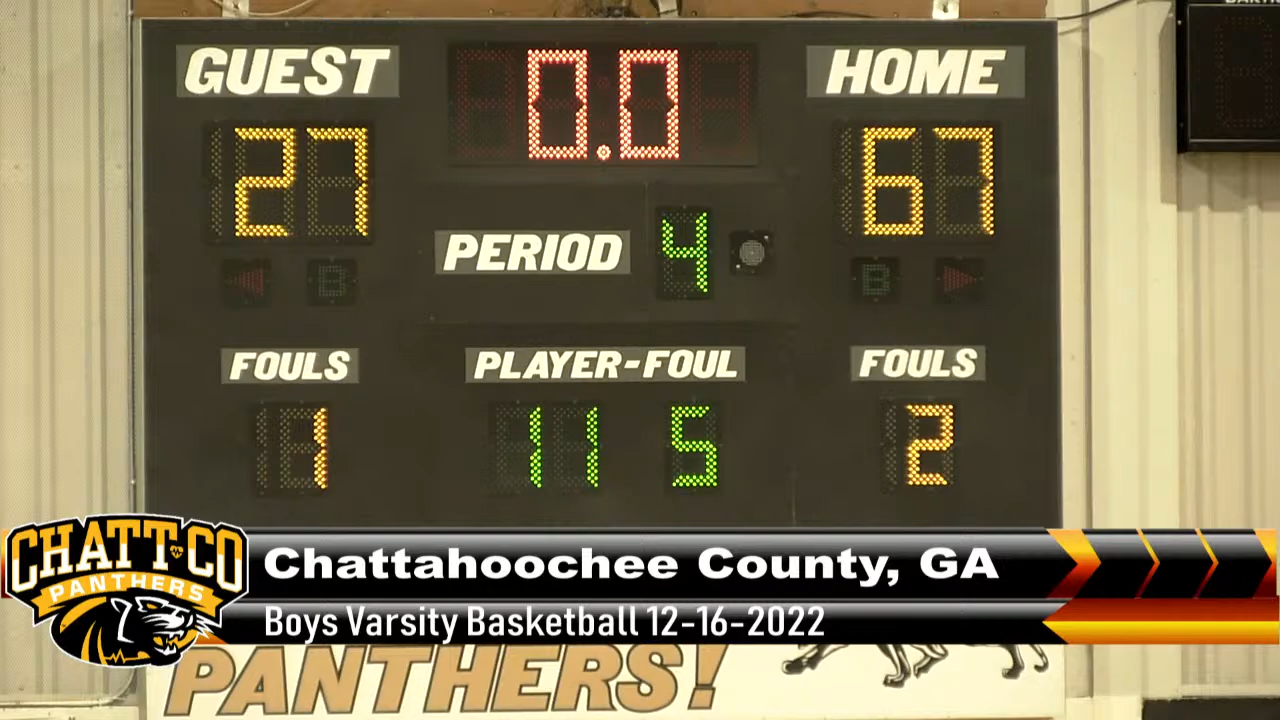 GUEST
0.0
HOME
27
67
PERIOD
4
B
B
FOULS
PLAYER-FOUL
FOULS
1
11
5
2
CHATT-CO
PANTHERS
Chattahoochee County, GA
Boys Varsity Basketball 12-16-2022
PANTHERS!